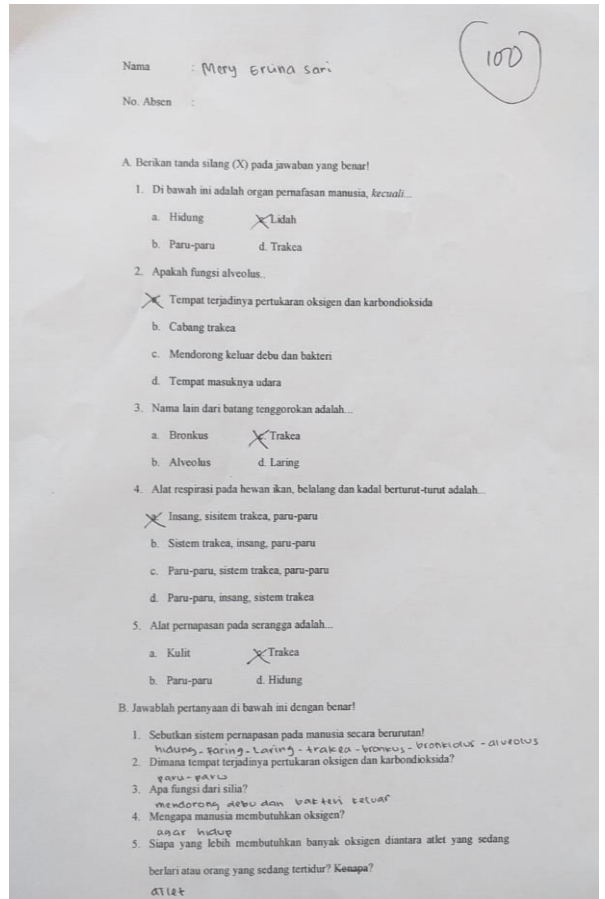 100
Nama : Mery Erlina Sari
No. Absen :
A. Berikan tanda silang (X) pada jawaban yang benar!
1. Di bawah ini adalah organ pernafasan manusia, kecuali...
a. Hidung Lidah
b. Paru-paru d. Trakea
2. Apakah fungsi alveolus..
Tempat terjadinya pertukaran oksigen dan karbondioksida
b. Cabang trakea
c. Mendorong keluar debu dan bakteri
d. Tempat masuknya udara
3. Nama lain dari batang tenggorokan adalah...
a. Bronkus Trakea
b. Alveolus d. Laring
4. Alat respirasi pada hewan ikan, belalang dan kadal berturut-turut adalah...
Insang, sisitem trakea, paru-paru
b. Sistem trakea, insang, paru-paru
c. Paru-paru, sistem trakea, paru-paru
d. Paru-paru, insang, sistem trakea
5. Alat pernapasan pada serangga adalah...
a. Kulit Trakea
b. Paru-paru d. Hidung
B. Jawablah pertanyaan di bawah ini dengan benar!
1. Sebutkan sistem pernapasan pada manusia secara berurutan!
hidung - Faring - Laring - trakea - bronkus - bronkiolus - alveolus
2. Dimana tempat terjadinya pertukaran oksigen dan karbondioksida?
paru-paru
3. Apa fungsi dari silia?
mendorong debu dan bakteri keluar
4. Mengapa manusia membutuhkan oksigen?
agar hidup
5. Siapa yang lebih membutuhkan banyak oksigen diantara atlet yang sedang
berlari atau orang yang sedang tertidur? Kenapa?
atlet